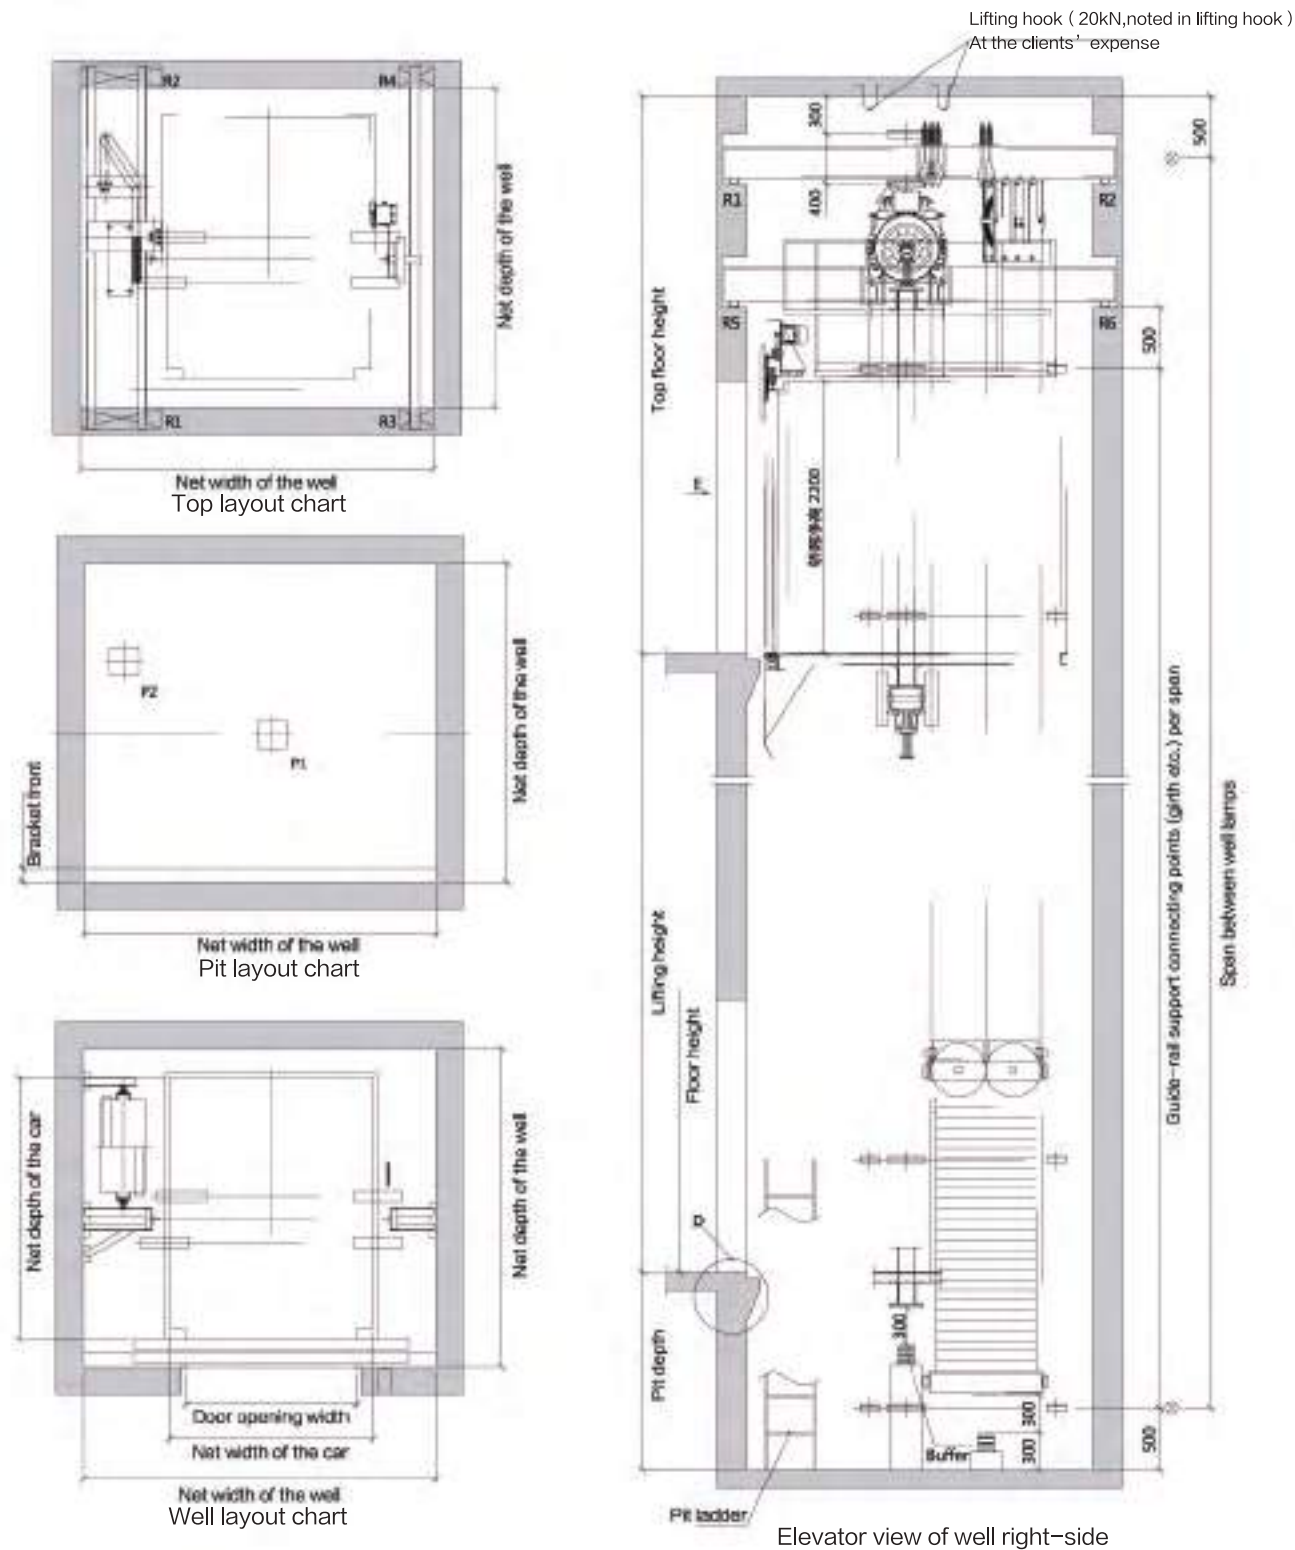 Lifting hook ( 20kN,noted in lifting hook )
At the clients' expense
R2
R4
R1
R3
Net depth of the well
Net width of the well
Top layout chart
P2
P1
Bracket front
Net depth of the well
Net width of the well
Pit layout chart
Net depth of the car
Net depth of the well
Door opening width
Net width of the car
Net width of the well
Well layout chart
300
400
500
R1
R2
R5
R6
500
Top floor height
2200
Lifting height
Floor height
Guide-rail support connecting points (girth etc.) per span
Span between well lamps
D
Pit depth
300
300
300
500
Buffer
Pit ladder
Elevator view of well right-side